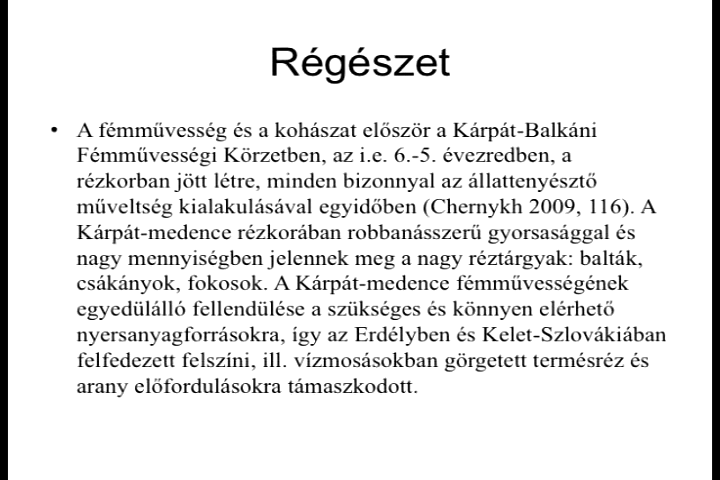 Régészet
• A fémművesség és a kohászat először a Kárpát-Balkáni
Fémművességi Körzetben, az i.e. 6.-5. évezredben, a
rézkorban jött létre, minden bizonnyal az állattenyésztő
műveltség kialakulásával egyidőben (Chernykh 2009, 116). A
Kárpát-medence rézkorában robbanásszerű gyorsasággal és
nagy mennyiségben jelennek meg a nagy réztárgyak: balták,
csákányok, fokosok. A Kárpát-medence fémművességének
egyedülálló fellendülése a szükséges és könnyen elérhető
nyersanyagforrásokra, így az Erdélyben és Kelet-Szlovákiában
felfedezett felszíni, ill. vízmosásokban görgetett termésréz és
arany előfordulásokra támaszkodott.